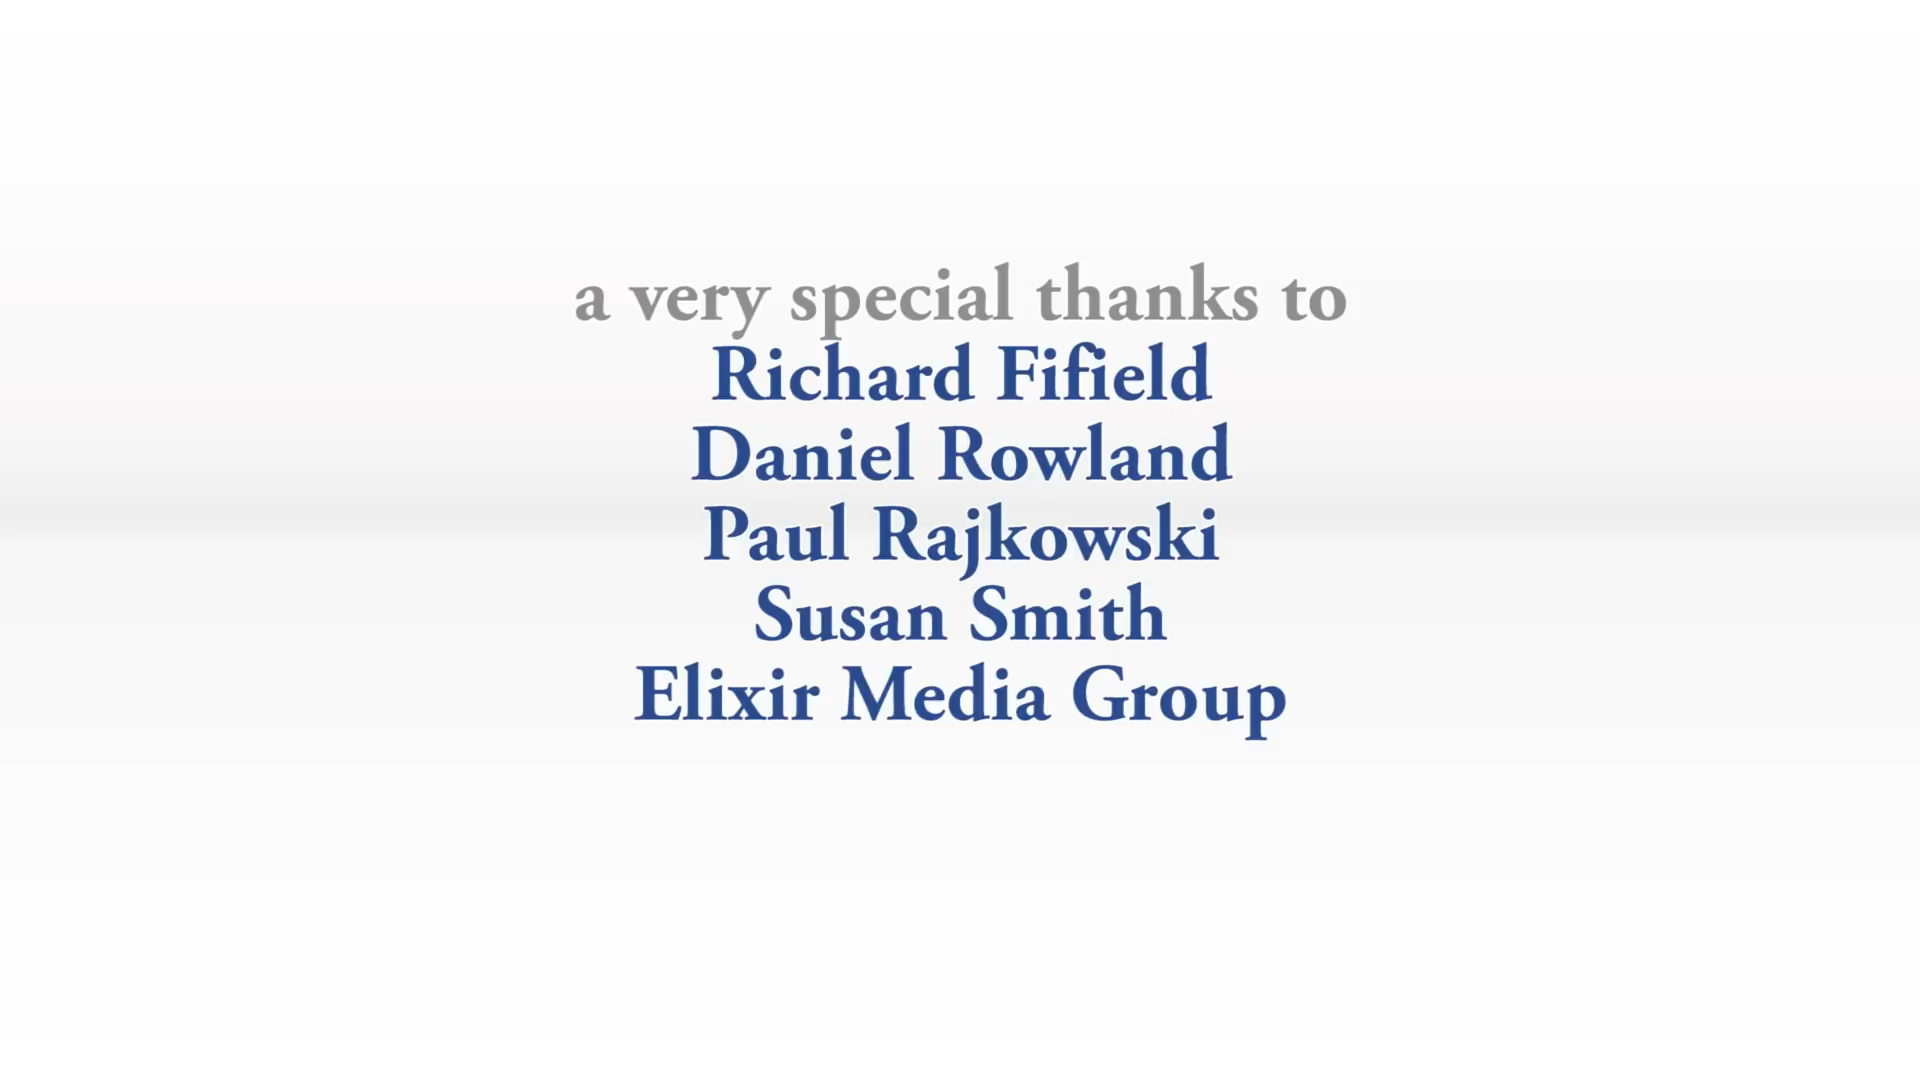 a very special thanks to
Richard Fifield
Daniel Rowland
Paul Rajkowski
Susan Smith
Elixir Media Group